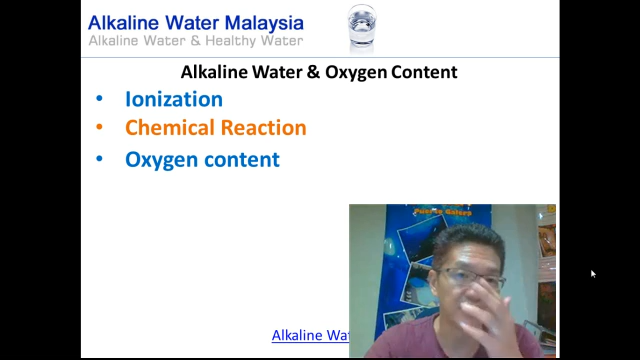 Alkaline Water Malaysia
Alkaline Water & Healthy Water
Alkaline Water & Oxygen Content
• Ionization
• Chemical Reaction
• Oxygen content
Alkaline Wat